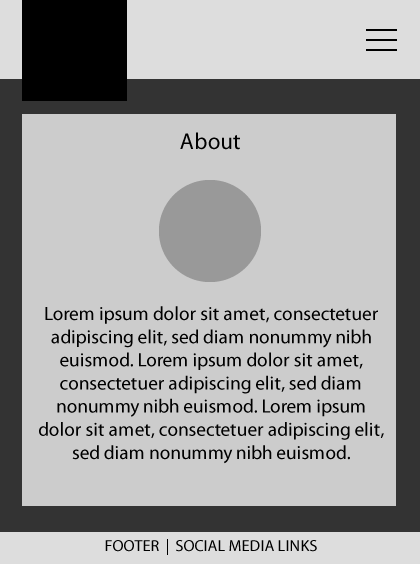 About
Lorem ipsum dolor sit amet, consectetuer
adipiscing elit, sed diam nonummy nibh
euismod. Lorem ipsum dolor sit amet,
consectetuer adipiscing elit, sed diam
nonummy nibh euismod. Lorem ipsum
dolor sit amet, consectetuer adipiscing elit,
sed diam nonummy nibh euismod.
FOOTER | SOCIAL MEDIA LINKS